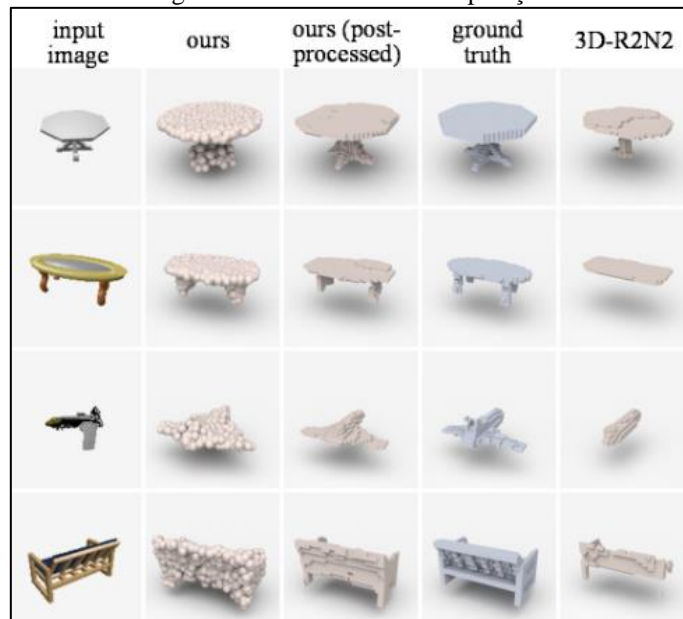 input
image
ours
ours (post-
processed)
ground
truth
3D-R2N2